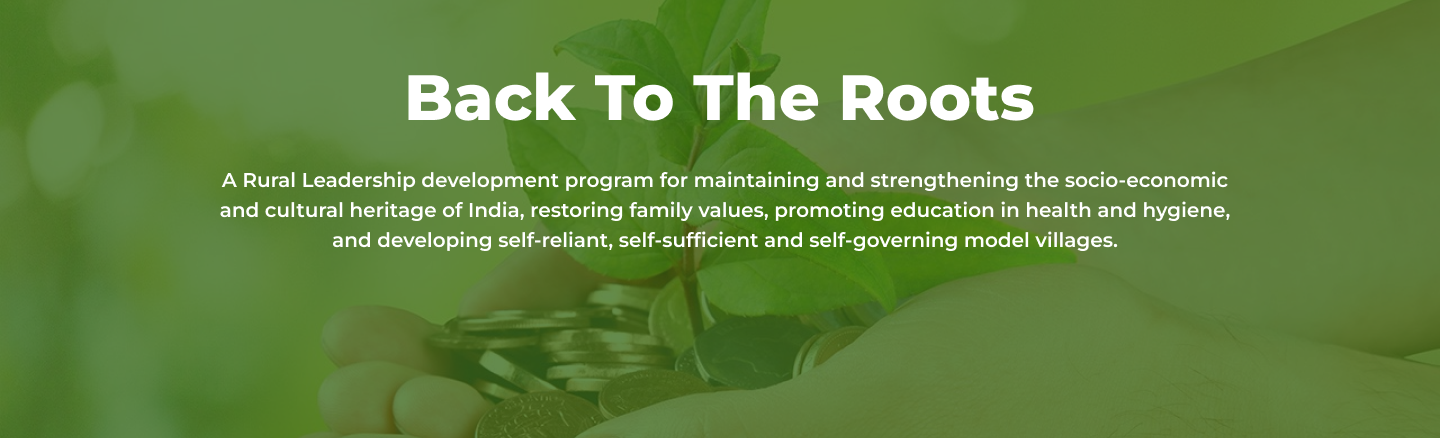 Back To The Roots
A Rural Leadership development program for maintaining and strengthening the socio-economic
and cultural heritage of India, restoring family values, promoting education in health and hygiene,
and developing self-reliant, self-sufficient and self-governing model villages.